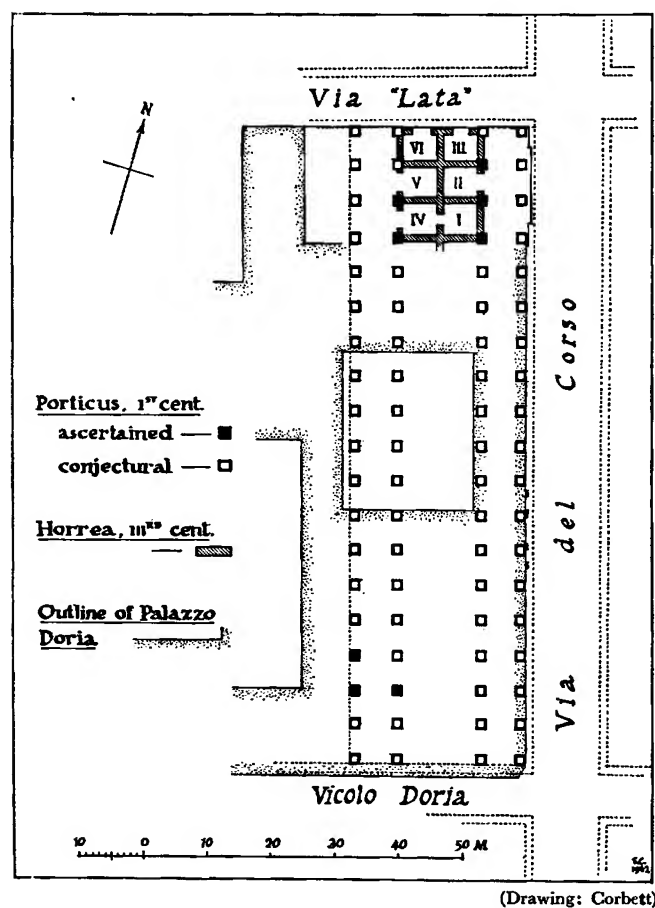 N
Via "Lata"
VI III
V II
IV I
Via del Corso
Porticus, 1ST cent.
ascertained —
conjectural —
Horrea, IIIRD cent.
Outline of Palazzo
Doria
Vicolo Doria
10 0 10 20 30 40 50 M.
1962
(Drawing: Corbett)